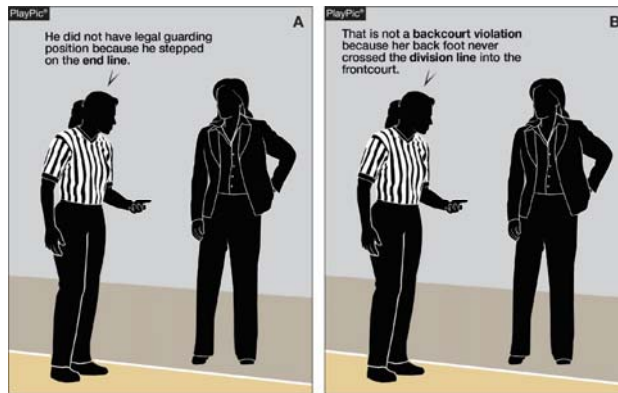 PlayPic®
A
He did not have legal guarding
position because he stepped
on the end line.
PlayPic®
B
That is not a backcourt violation
because her back foot never
crossed the division line into the
frontcourt.